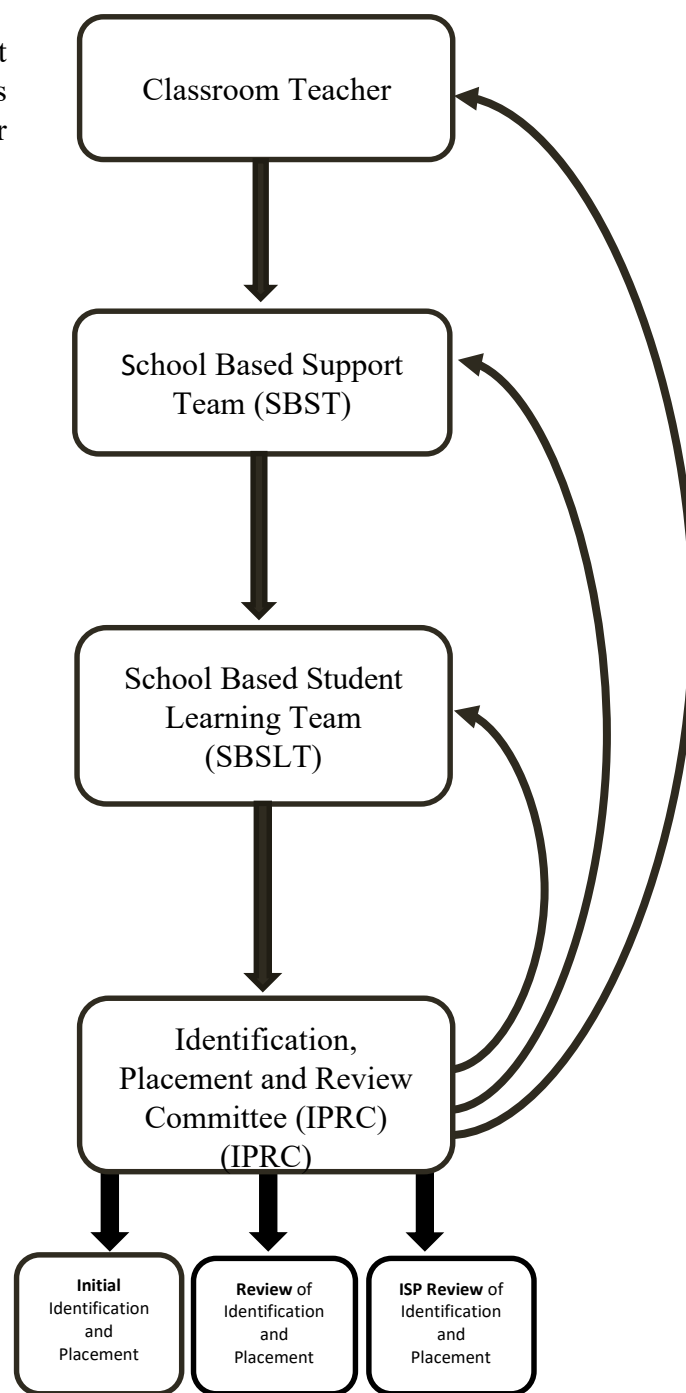 t
s
r
Classroom Teacher
School Based Support
Team (SBST)
School Based Student
Learning Team
(SBSLT)
Identification,
Placement and Review
Committee (IPRC)
(IPRC)
Initial
Identification
and
Placement
Review of
Identification
and
Placement
ISP Review of
Identification
and
Placement